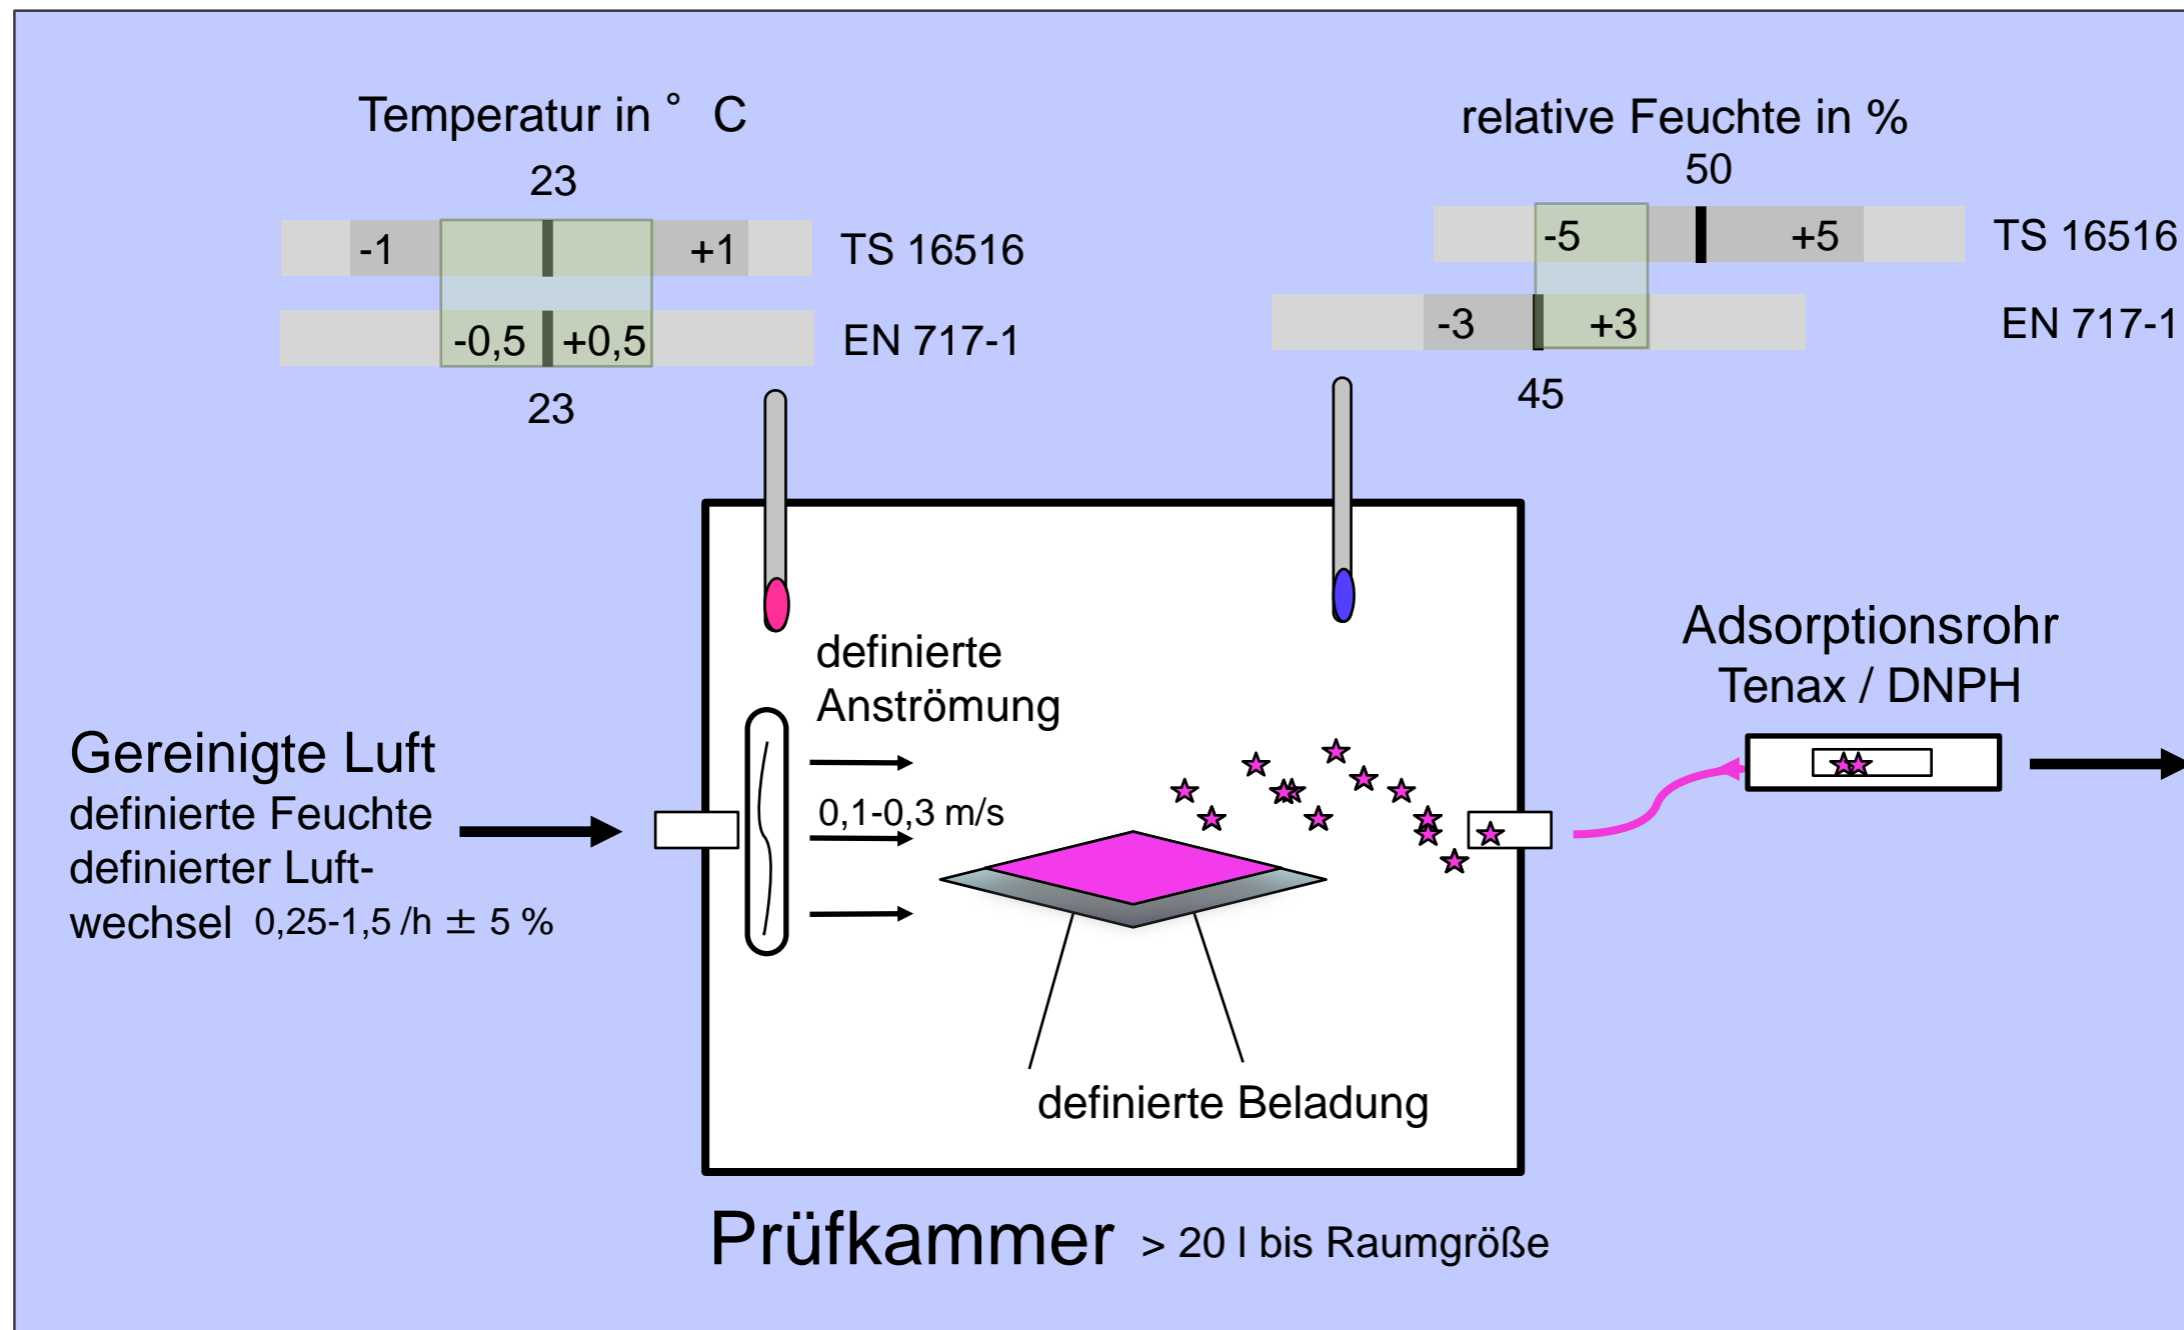 Temperatur in ° C
23
-1 +1 TS 16516
-0,5 +0,5 EN 717-1
23
relative Feuchte in %
50
-5 +5 TS 16516
-3 +3 EN 717-1
45
definierte
Anströmung
0,1-0,3 m/s
Gereinigte Luft
definierte Feuchte
definierter Luft-
wechsel 0,25-1,5 /h ± 5 %
Adsorptionsrohr
Tenax / DNPH
definierte Beladung
Prüfkammer > 20 l bis Raumgröße